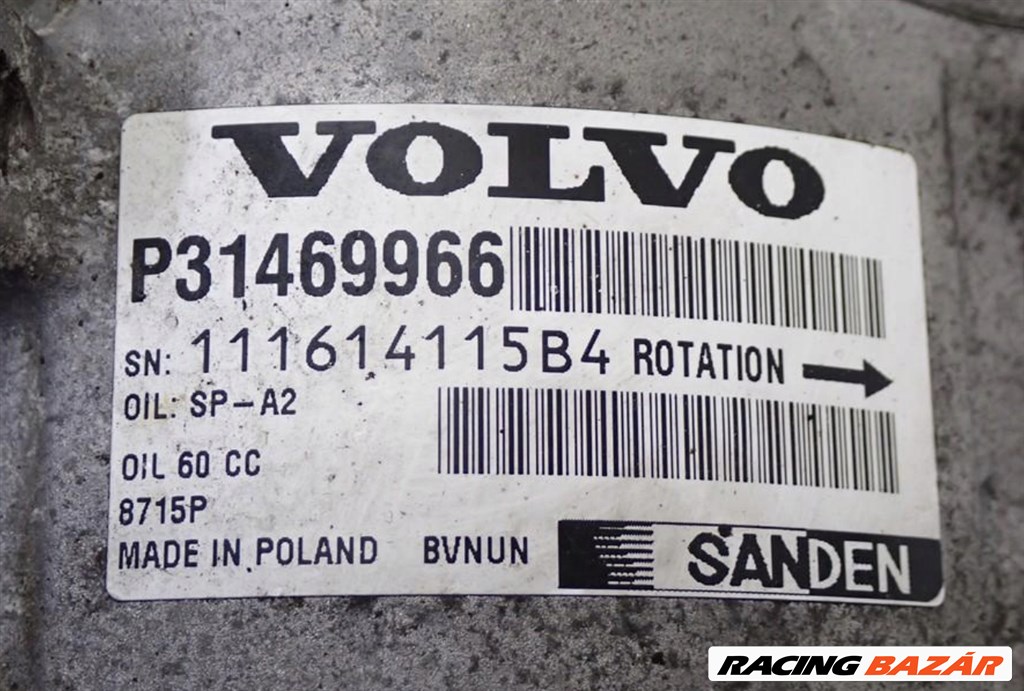 VOLVO
P31469966
SN: 111614115B4 ROTATION
OIL: SP-A2
OIL 60 CC
8715P
MADE IN POLAND BVNUN
SANDEN
RACING BAZÁR